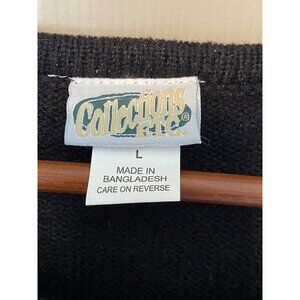 Collections
ETC.®
L
MADE IN
BANGLADESH
CARE ON REVERSE